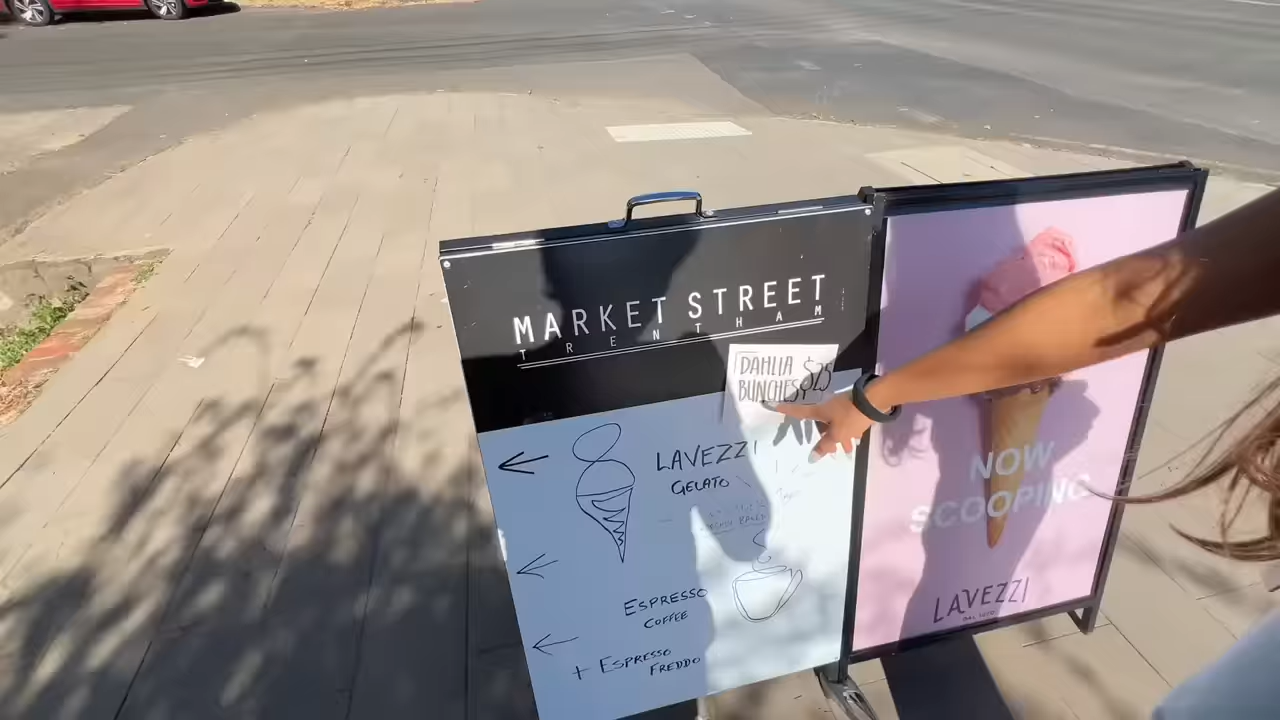 MARKET STREET
TRENTHAM
DAHLIA
BUNCHES $25
LAVEZZI
GELATO
ESPRESSO
COFFEE
+ ESPRESSO
FREDDO
NOW
SCOOPING
LAVEZZI